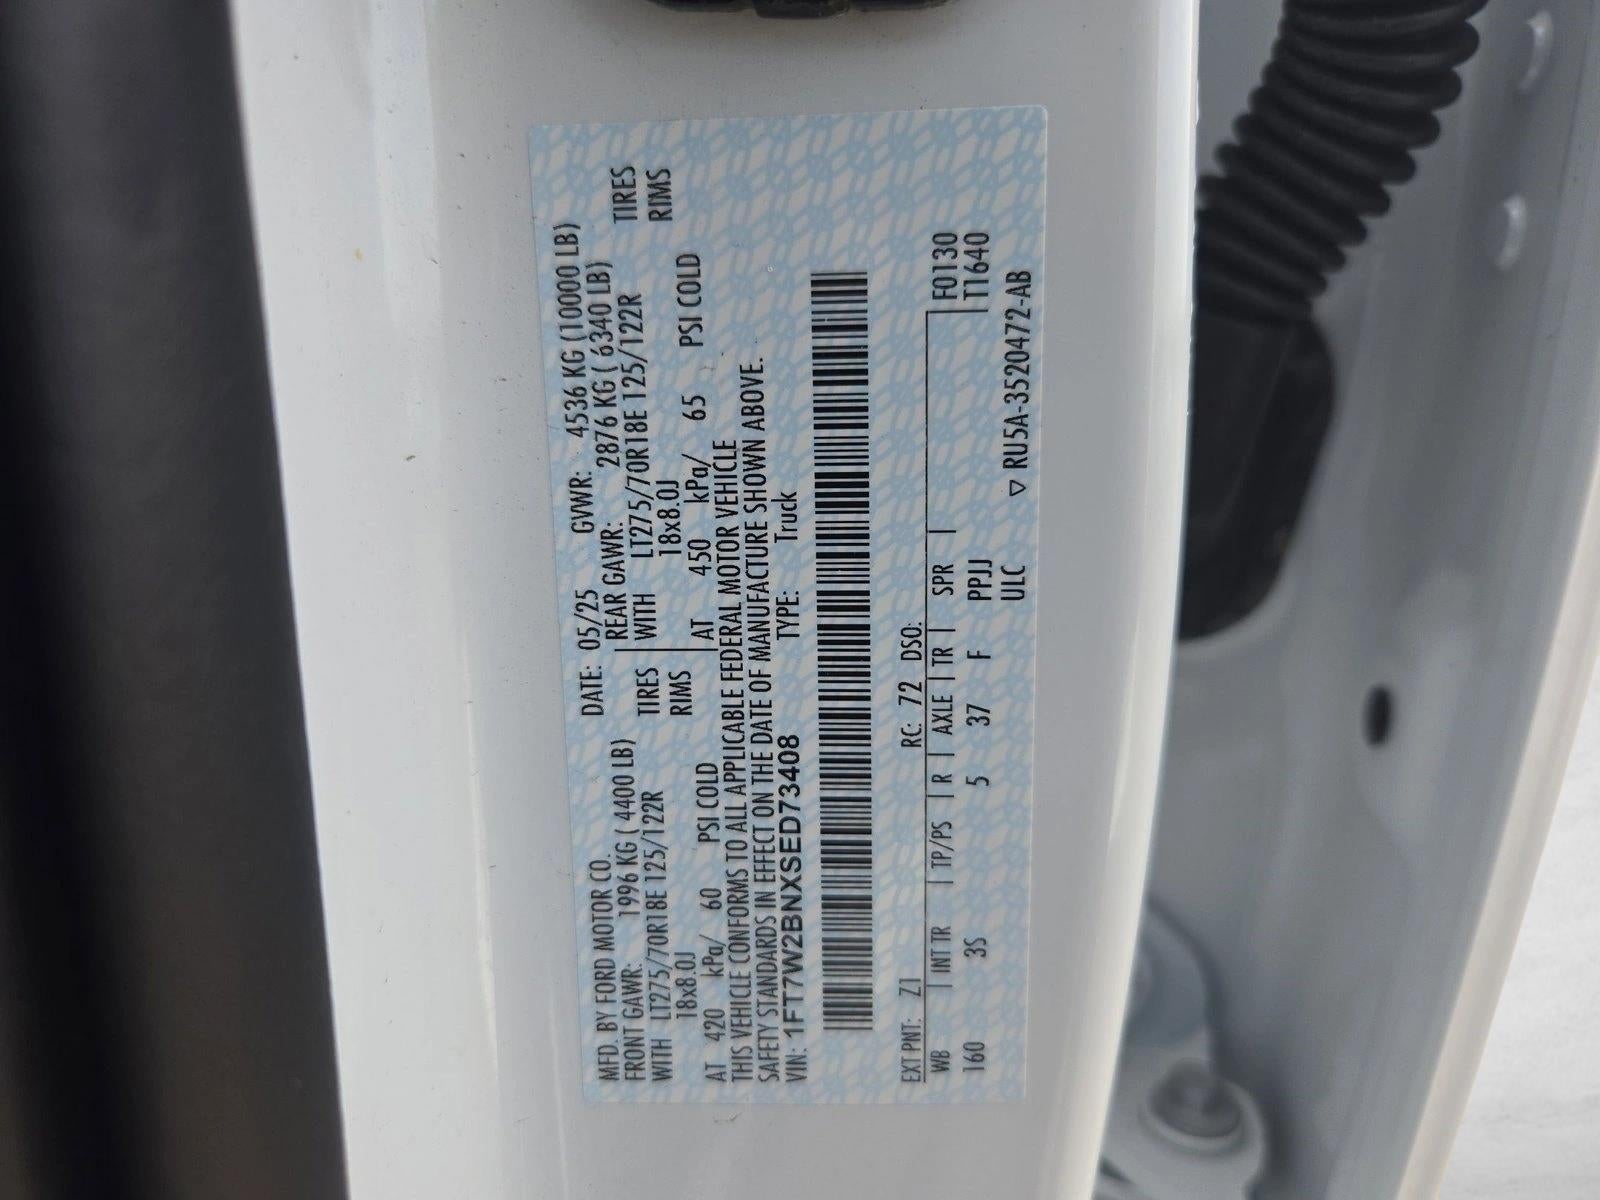 MFD. BY FORD MOTOR CO. DATE: 05/25 GVWR: 4536 KG (10000 LB)
FRONT GAWR: 1996 KG ( 4400 LB) REAR GAWR: 2876 KG ( 6340 LB)
WITH LT275/70R18E 125/122R TIRES WITH LT275/70R18E 125/122R TIRES
18x8.0J RIMS 18x8.0J RIMS
AT 420 kPa/ 60 PSI COLD AT 450 kPa/ 65 PSI COLD
THIS VEHICLE CONFORMS TO ALL APPLICABLE FEDERAL MOTOR VEHICLE
SAFETY STANDARDS IN EFFECT ON THE DATE OF MANUFACTURE SHOWN ABOVE.
VIN: 1FT7W2BNXSED73408 TYPE: Truck
EXT PNT: Z1 RC: 72 DSO: F0130
WB | INT TR | TP/PS | R | AXLE | TR | SPR | T1640
160 3S 5 37 F PPJJ
ULC ▽ RU5A-3520472-AB